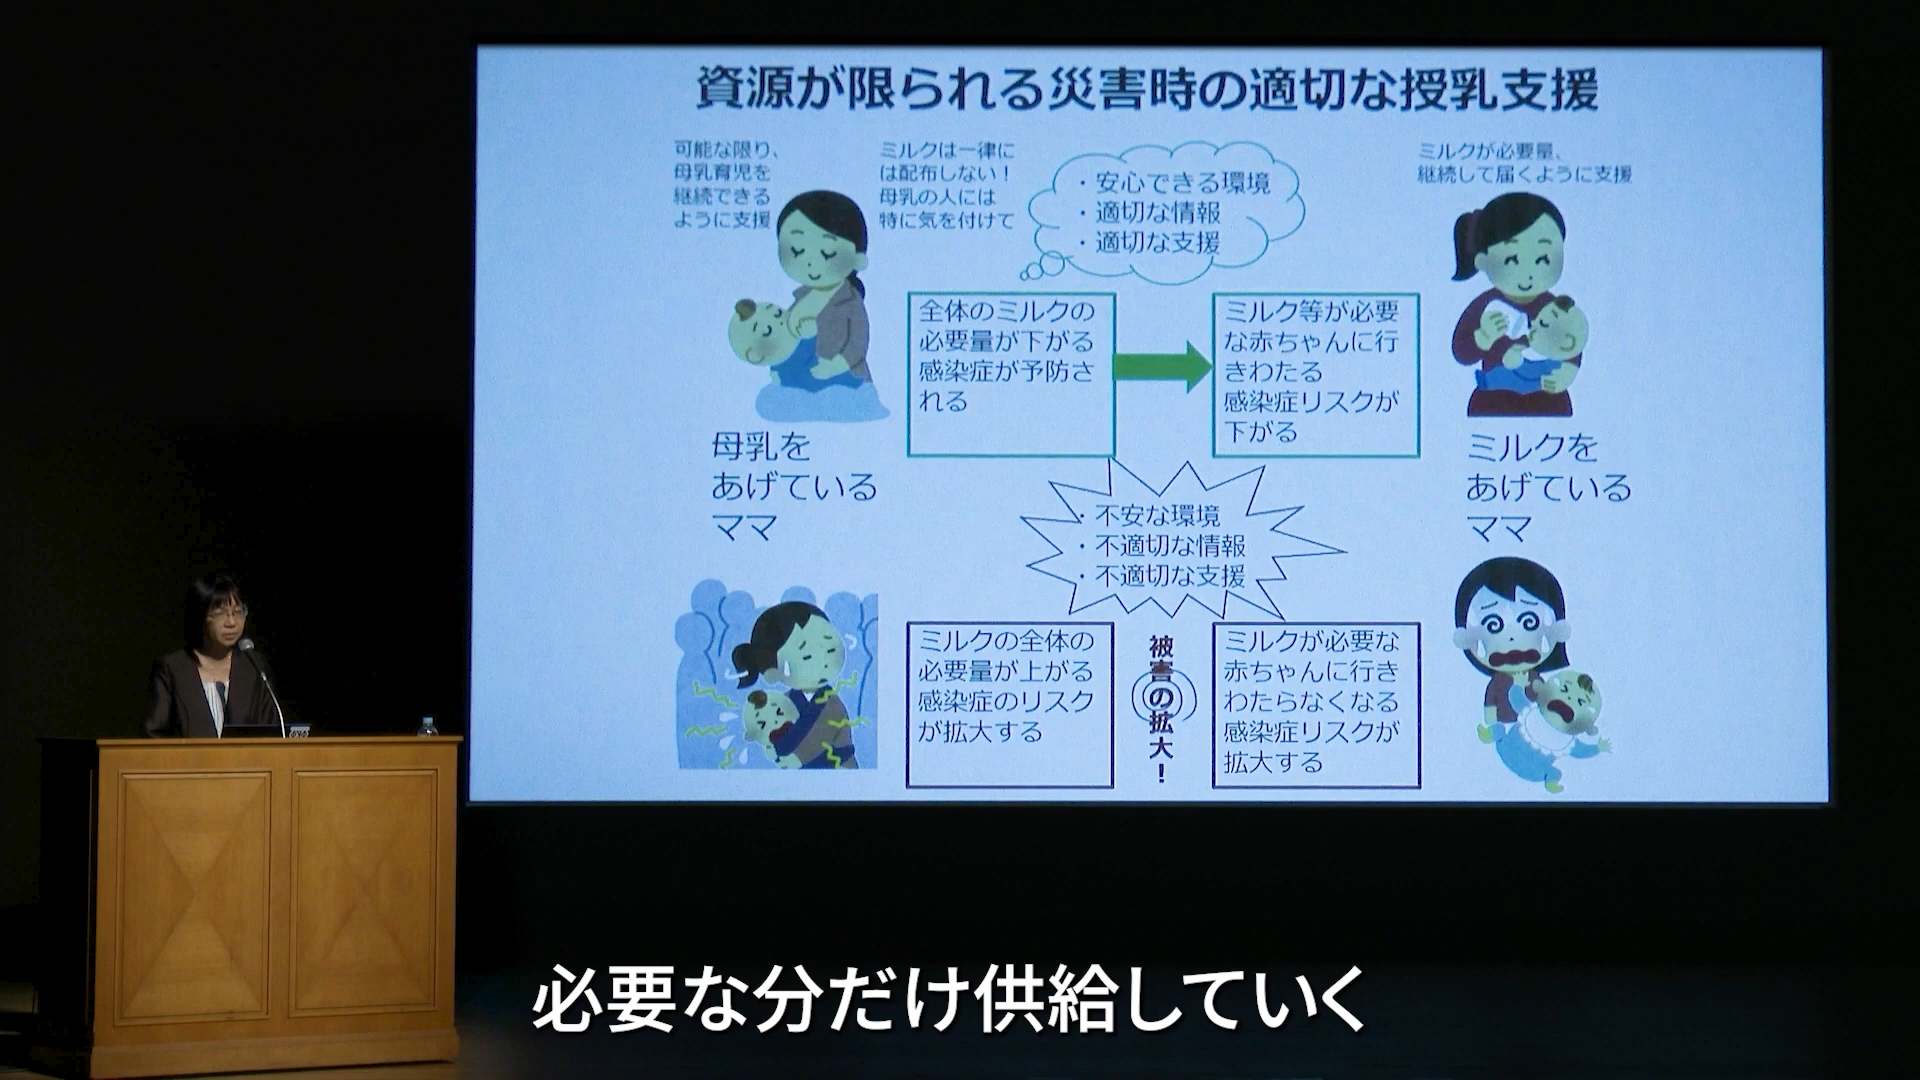 資源が限られる災害時の適切な授乳支援
可能な限り、
母乳育児を
継続できる
ように支援
ミルクは一律に
は配布しない！
母乳の人には
特に気を付けて
・安心できる環境
・適切な情報
・適切な支援
ミルクが必要量、
継続して届くように支援
全体のミルクの
必要量が下がる
感染症が予防さ
れる
ミルク等が必要
な赤ちゃんに行
きわたる
感染症リスクが
下がる
母乳を
あげている
ママ
ミルクを
あげている
ママ
・不安な環境
・不適切な情報
・不適切な支援
ミルクの全体の
必要量が上がる
感染症のリスク
が拡大する
被害の拡大！
ミルクが必要な
赤ちゃんに行き
わたらなくなる
感染症リスクが
拡大する
必要な分だけ供給していく